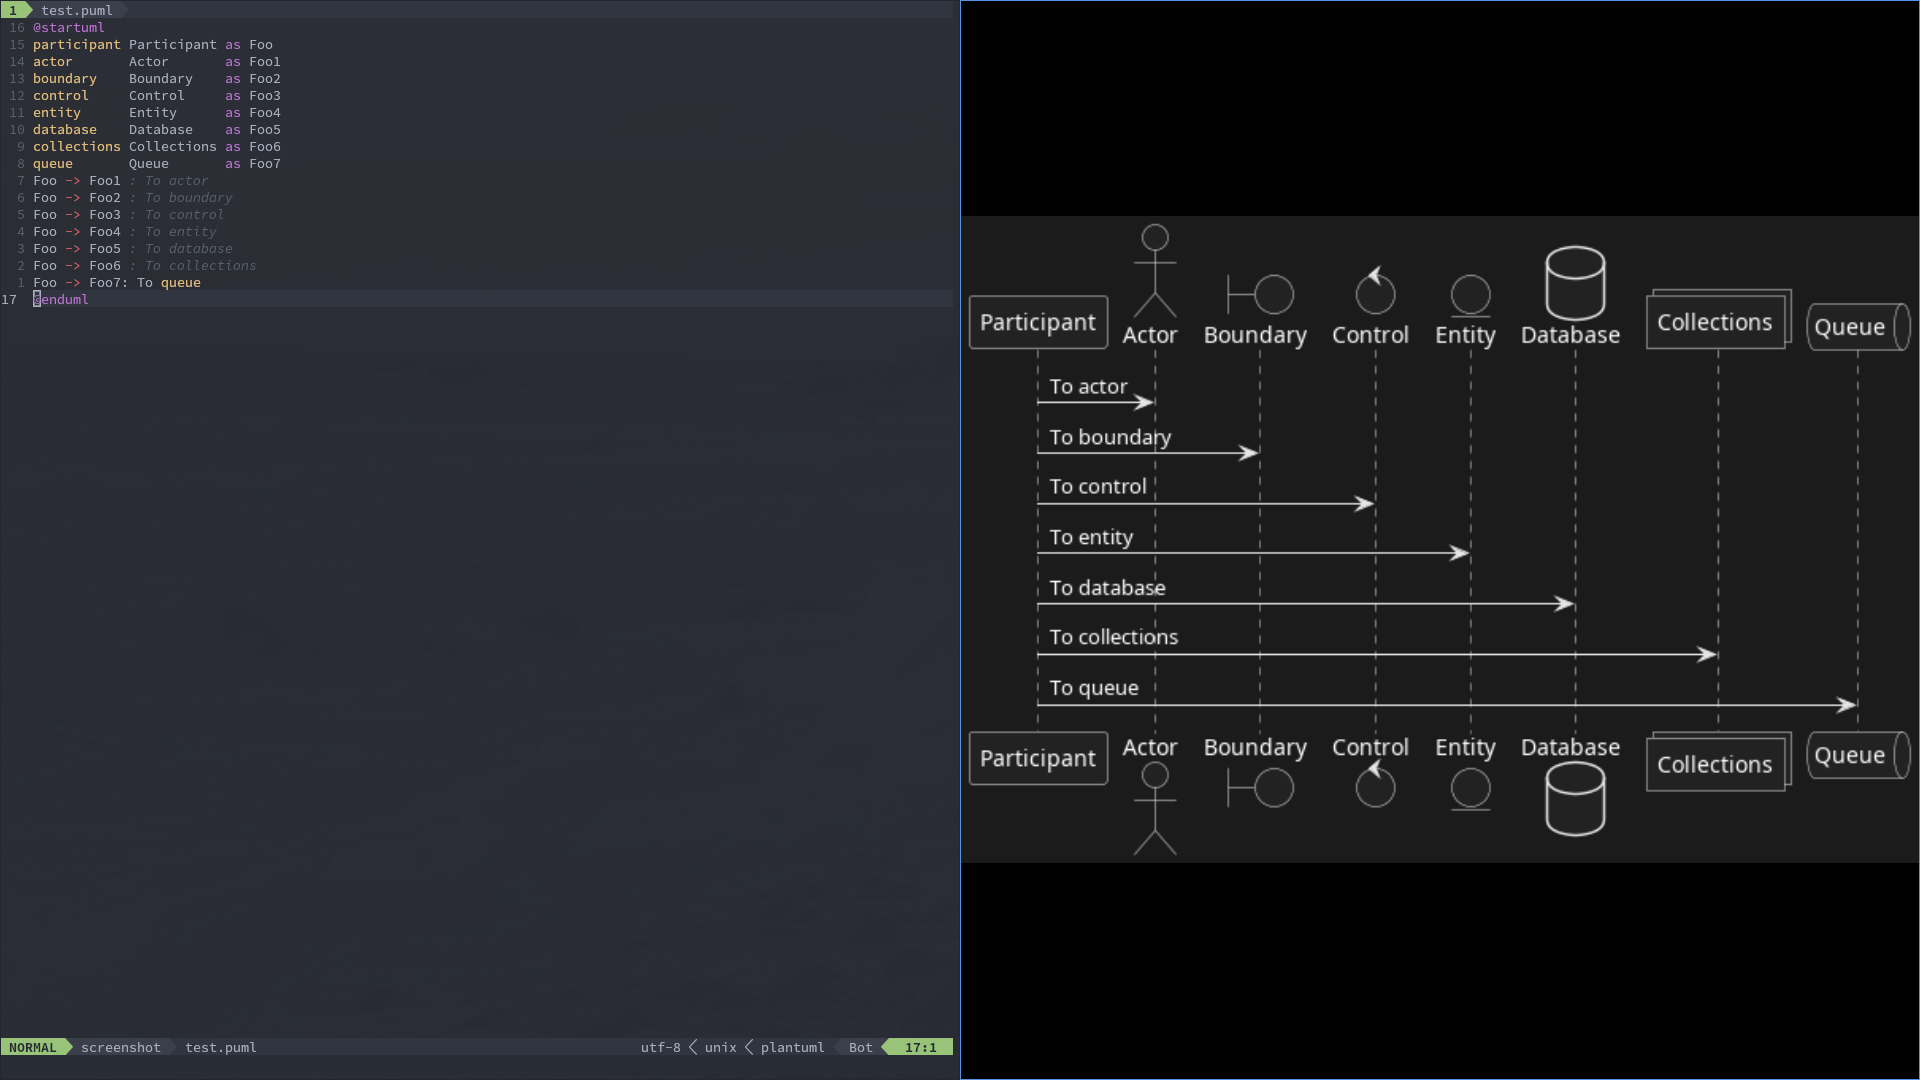 1 test.puml
16 @startuml
15 participant Participant as Foo
14 actor       Actor       as Foo1
13 boundary    Boundary    as Foo2
12 control     Control     as Foo3
11 entity      Entity      as Foo4
10 database    Database    as Foo5
9 collections Collections as Foo6
8 queue       Queue       as Foo7
7 Foo -> Foo1 : To actor
6 Foo -> Foo2 : To boundary
5 Foo -> Foo3 : To control
4 Foo -> Foo4 : To entity
3 Foo -> Foo5 : To database
2 Foo -> Foo6 : To collections
1 Foo -> Foo7: To queue
17 @enduml
NORMAL screenshot test.puml utf-8 unix plantuml Bot 17:1
Participant Actor Boundary Control Entity Database Collections Queue
To actor
To boundary
To control
To entity
To database
To collections
To queue
Participant Actor Boundary Control Entity Database Collections Queue